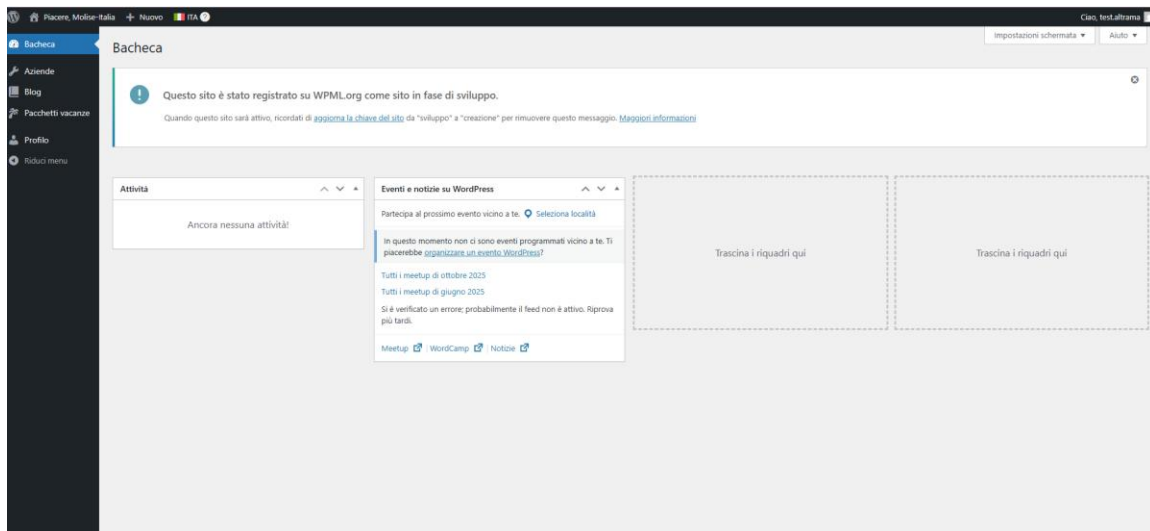 Piacere, Molise-Italia Nuovo ITA Ciao, test.altrama
Bacheca
Aziende
Blog
Pacchetti vacanze
Profilo
Riduci menu
Impostazioni schermata Aiuto
Bacheca
Questo sito è stato registrato su WPML.org come sito in fase di sviluppo.
Quando questo sito sarà attivo, ricordati di aggiorna la chiave del sito da "sviluppo" a "creazione" per rimuovere questo messaggio. Maggiori informazioni
Attività
Ancora nessuna attività!
Eventi e notizie su WordPress
Partecipa al prossimo evento vicino a te. Seleziona località
In questo momento non ci sono eventi programmati vicino a te. Ti
piacerebbe organizzare un evento WordPress?
Tutti i meetup di ottobre 2025
Tutti i meetup di giugno 2025
Si è verificato un errore; probabilmente il feed non è attivo. Riprova
più tardi.
Meetup | WordCamp | Notizie
Trascina i riquadri qui
Trascina i riquadri qui